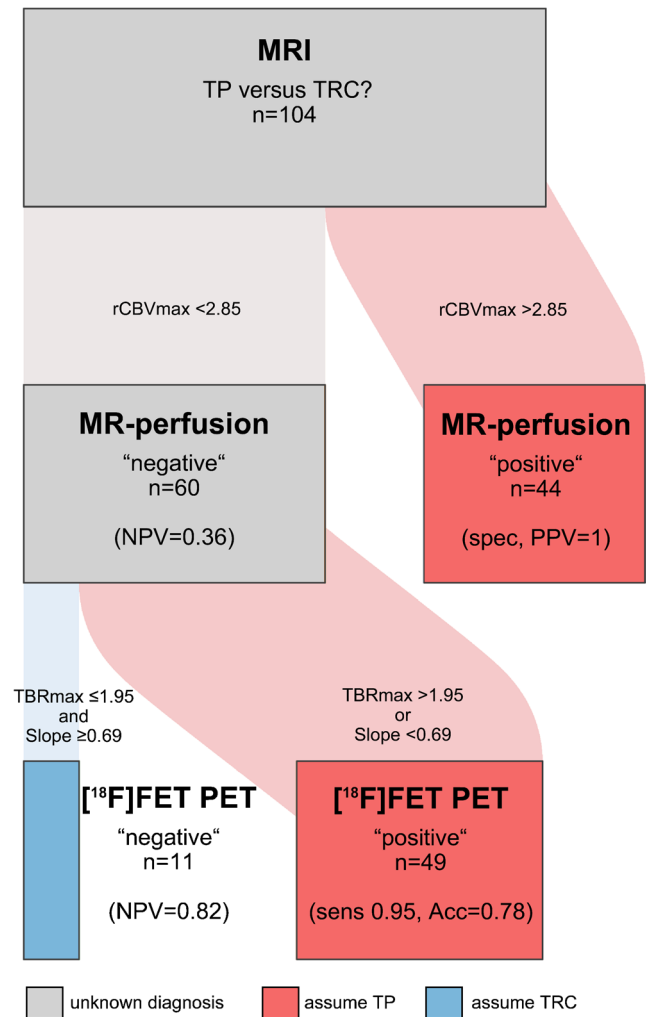 MRI
TP versus TRC?
n=104
rCBVmax <2.85
rCBVmax >2.85
MR-perfusion
“negative“
n=60
(NPV=0.36)
MR-perfusion
“positive“
n=44
(spec, PPV=1)
TBRmax ≤1.95
and
Slope ≥0.69
TBRmax >1.95
or
Slope <0.69
[¹⁸F]FET PET
“negative“
n=11
(NPV=0.82)
[¹⁸F]FET PET
“positive“
n=49
(sens 0.95, Acc=0.78)
unknown diagnosis
assume TP
assume TRC